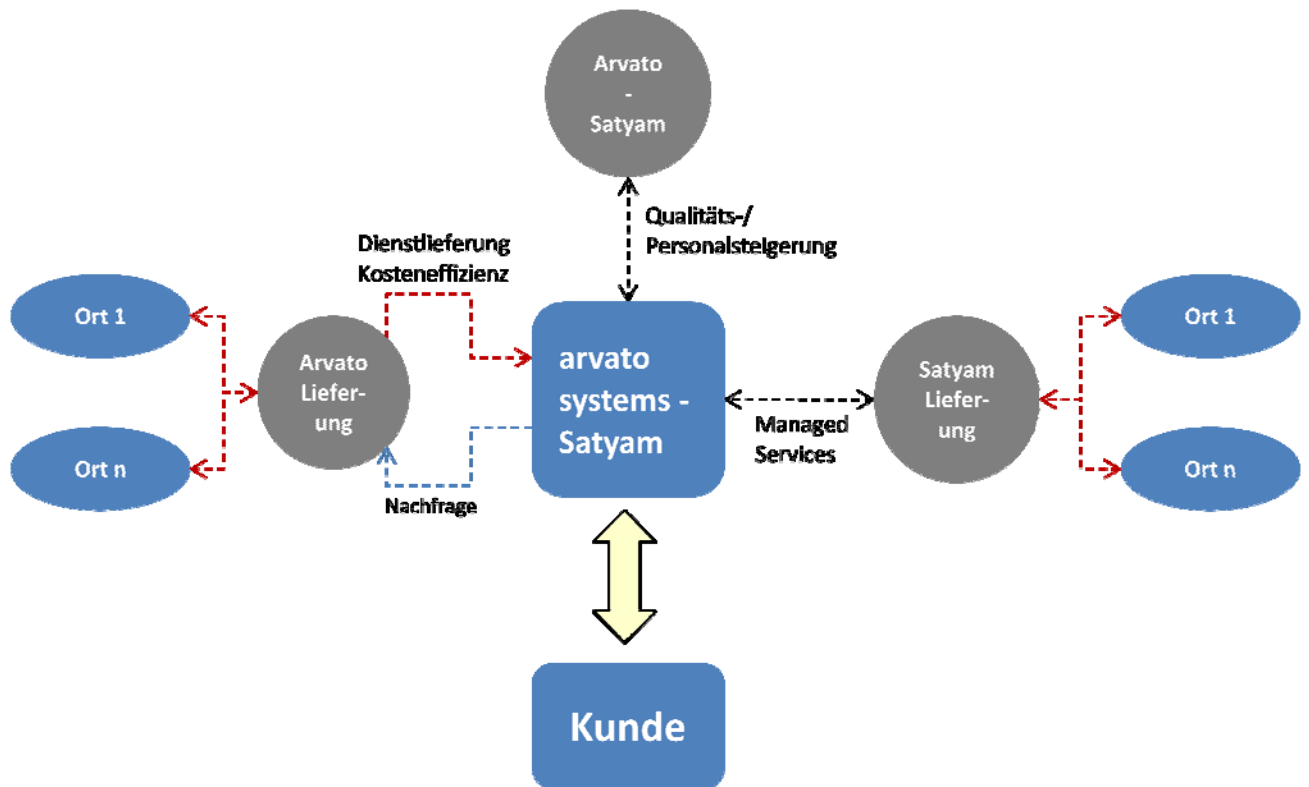 Arvato
-
Satyam
Qualitäts-/
Personalsteigerung
Dienstlieferung
Kosteneffizienz
Ort 1
Ort n
Arvato
Liefer-
ung
arvato
systems -
Satyam
Nachfrage
Managed
Services
Satyam
Liefer-
ung
Ort 1
Ort n
Kunde